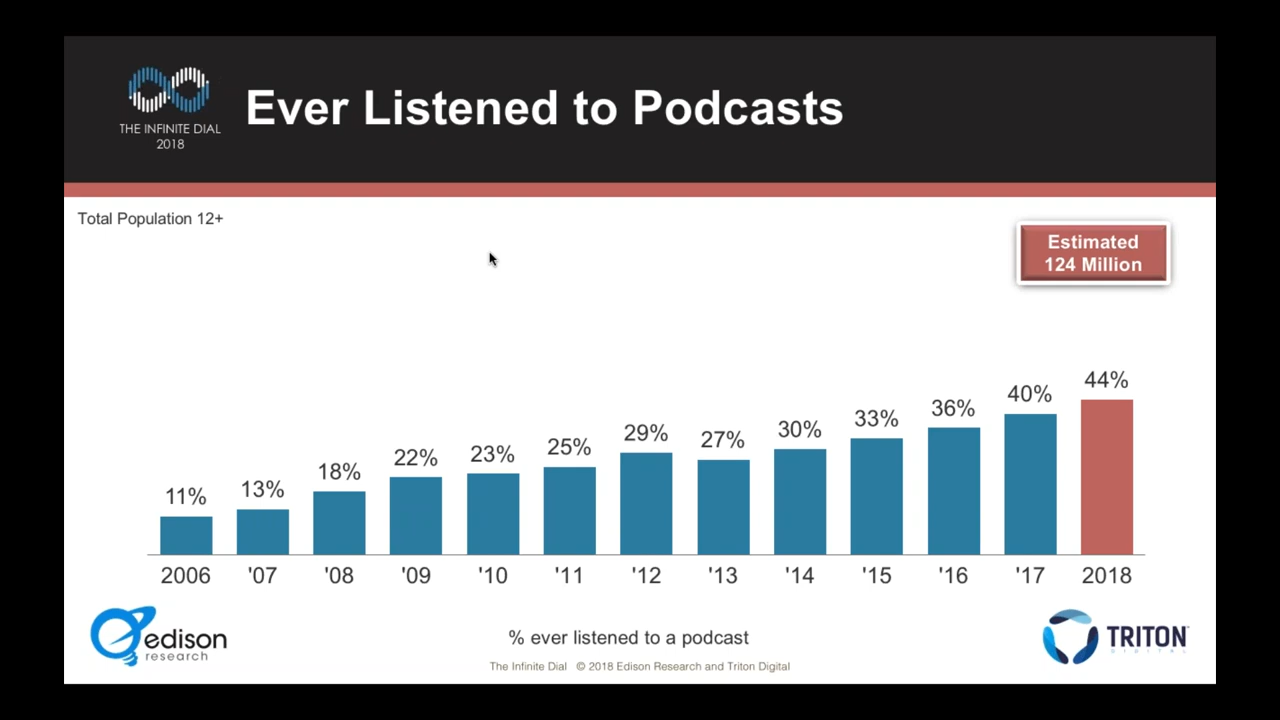 THE INFINITE DIAL
2018
Ever Listened to Podcasts
Total Population 12+
Estimated
124 Million
11% 13% 18% 22% 23% 25% 29% 27% 30% 33% 36% 40% 44%
2006 '07 '08 '09 '10 '11 '12 '13 '14 '15 '16 '17 2018
edison
research
% ever listened to a podcast
The Infinite Dial © 2018 Edison Research and Triton Digital
TRITON
DIGITAL